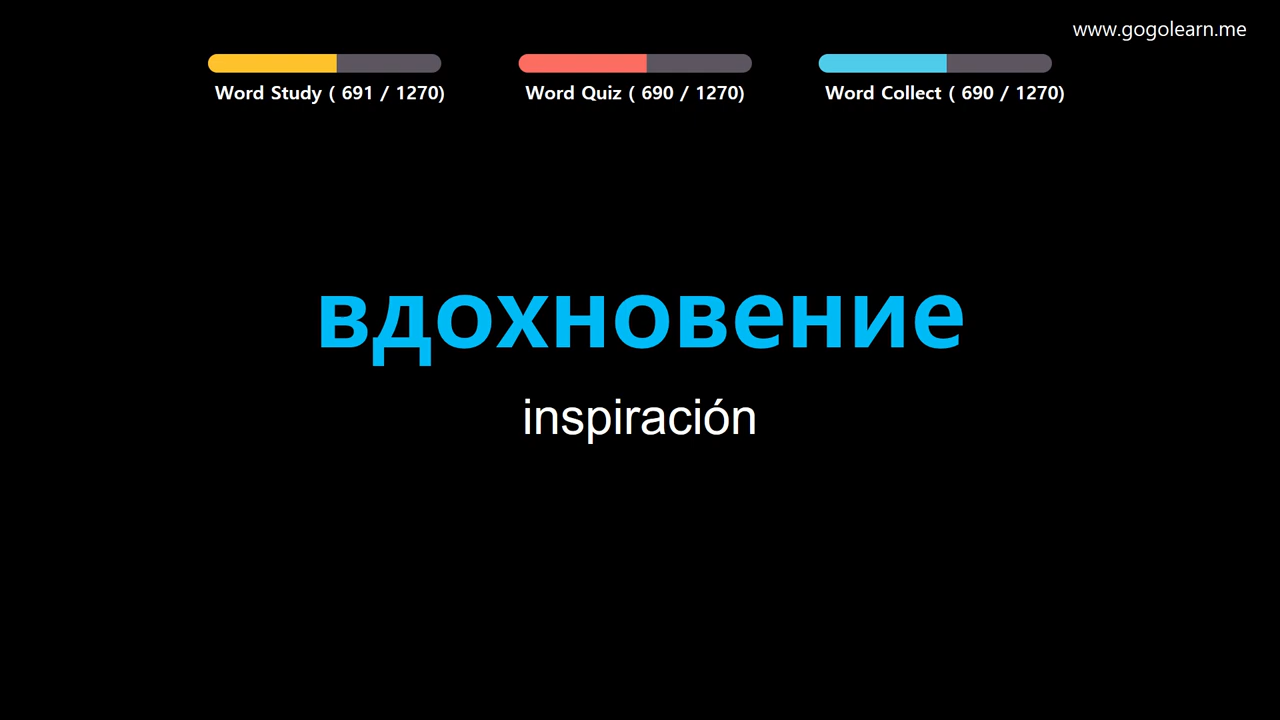 www.gogolearn.me
Word Study ( 691 / 1270)
Word Quiz ( 690 / 1270)
Word Collect ( 690 / 1270)
вдохновение
inspiración